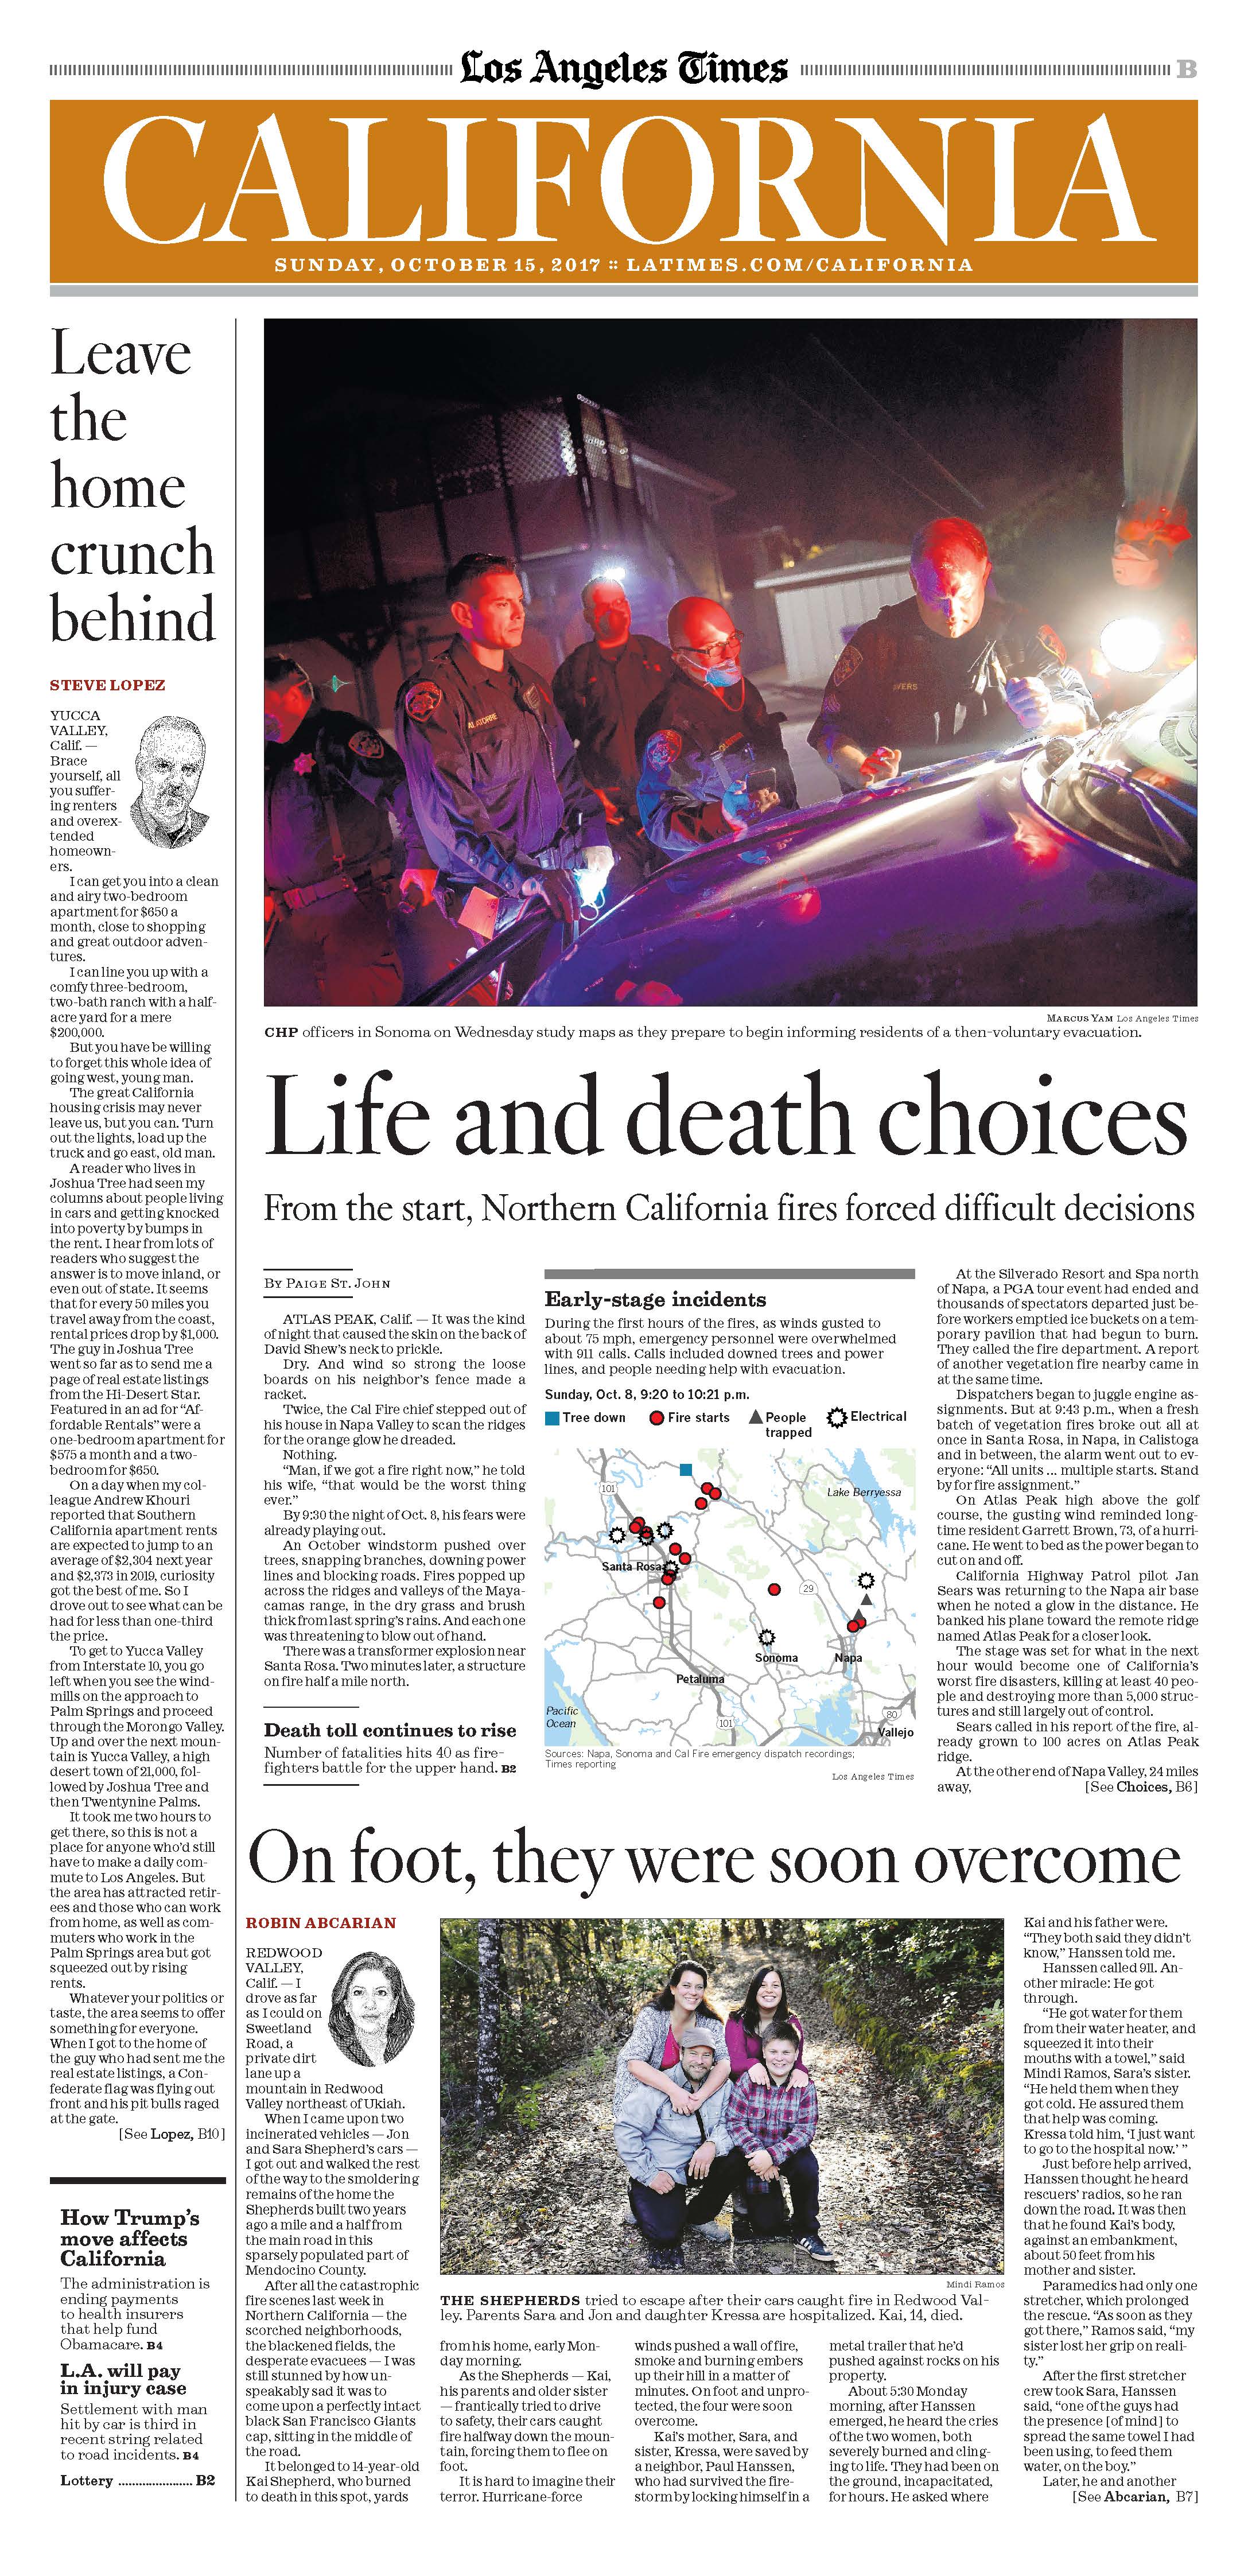 Los Angeles Times
B
CALIFORNIA
SUNDAY, OCTOBER 15, 2017 :: LATIMES.COM/CALIFORNIA
Leave
the
home
crunch
behind
STEVE LOPEZ
YUCCA
VALLEY,
Calif. —
Brace
yourself, all
you suffer-
ing renters
and overex-
tended
homeown-
ers.
I can get you into a clean
and airy two-bedroom
apartment for $650 a
month, close to shopping
and great outdoor adven-
tures.
I can line you up with a
comfy three-bedroom,
two-bath ranch with a half-
acre yard for a mere
$200,000.
But you have be willing
to forget this whole idea of
going west, young man.
The great California
housing crisis may never
leave us, but you can. Turn
out the lights, load up the
truck and go east, old man.
A reader who lives in
Joshua Tree had seen my
columns about people living
in cars and getting knocked
into poverty by bumps in
the rent. I hear from lots of
readers who suggest the
answer is to move inland, or
even out of state. It seems
that for every 50 miles you
travel away from the coast,
rental prices drop by $1,000.
The guy in Joshua Tree
went so far as to send me a
page of real estate listings
from the Hi-Desert Star.
Featured in an ad for “Af-
fordable Rentals” were a
one-bedroom apartment for
$575 a month and a two-
bedroom for $650.
On a day when my col-
league Andrew Khouri
reported that Southern
California apartment rents
are expected to jump to an
average of $2,304 next year
and $2,373 in 2019, curiosity
got the best of me. So I
drove out to see what can be
had for less than one-third
the price.
To get to Yucca Valley
from Interstate 10, you go
left when you see the wind-
mills on the approach to
Palm Springs and proceed
through the Morongo Valley.
Up and over the next moun-
tain is Yucca Valley, a high
desert town of 21,000, fol-
lowed by Joshua Tree and
then Twentynine Palms.
It took me two hours to
get there, so this is not a
place for anyone who’d still
have to make a daily com-
mute to Los Angeles. But
the area has attracted retir-
ees and those who can work
from home, as well as com-
muters who work in the
Palm Springs area but got
squeezed out by rising
rents.
Whatever your politics or
taste, the area seems to offer
something for everyone.
When I got to the home of
the guy who had sent me the
real estate listings, a Con-
federate flag was flying out
front and his pit bulls raged
at the gate.
[See Lopez, B10]
How Trump’s
move affects
California
The administration is
ending payments
to health insurers
that help fund
Obamacare. B4
L.A. will pay
in injury case
Settlement with man
hit by car is third in
recent string related
to road incidents. B4
Lottery ...................... B2
ALATORRE
MARCUS YAM Los Angeles Times
CHP officers in Sonoma on Wednesday study maps as they prepare to begin informing residents of a then-voluntary evacuation.
Life and death choices
From the start, Northern California fires forced difficult decisions
BY PAIGE ST. JOHN
ATLAS PEAK, Calif. — It was the kind
of night that caused the skin on the back of
David Shew’s neck to prickle.
Dry. And wind so strong the loose
boards on his neighbor’s fence made a
racket.
Twice, the Cal Fire chief stepped out of
his house in Napa Valley to scan the ridges
for the orange glow he dreaded.
Nothing.
“Man, if we got a fire right now,” he told
his wife, “that would be the worst thing
ever.”
By 9:30 the night of Oct. 8, his fears were
already playing out.
An October windstorm pushed over
trees, snapping branches, downing power
lines and blocking roads. Fires popped up
across the ridges and valleys of the Maya-
camas range, in the dry grass and brush
thick from last spring’s rains. And each one
was threatening to blow out of hand.
There was a transformer explosion near
Santa Rosa. Two minutes later, a structure
on fire half a mile north.
Death toll continues to rise
Number of fatalities hits 40 as fire-
fighters battle for the upper hand. B2
Early-stage incidents
During the first hours of the fires, as winds gusted to
about 75 mph, emergency personnel were overwhelmed
with 911 calls. Calls included downed trees and power
lines, and people needing help with evacuation.
Sunday, Oct. 8, 9:20 to 10:21 p.m.
Tree down
Fire starts
People
trapped
Electrical
101
Lake Berryessa
Santa Rosa
29
Sonoma
Napa
Petaluma
Pacific
Ocean
101
80
Vallejo
Sources: Napa, Sonoma and Cal Fire emergency dispatch recordings;
Times reporting
Los Angeles Times
At the Silverado Resort and Spa north
of Napa, a PGA tour event had ended and
thousands of spectators departed just be-
fore workers emptied ice buckets on a tem-
porary pavilion that had begun to burn.
They called the fire department. A report
of another vegetation fire nearby came in
at the same time.
Dispatchers began to juggle engine as-
signments. But at 9:43 p.m., when a fresh
batch of vegetation fires broke out all at
once in Santa Rosa, in Napa, in Calistoga
and in between, the alarm went out to ev-
eryone: “All units ... multiple starts. Stand
by for fire assignment.”
On Atlas Peak high above the golf
course, the gusting wind reminded long-
time resident Garrett Brown, 73, of a hurri-
cane. He went to bed as the power began to
cut on and off.
California Highway Patrol pilot Jan
Sears was returning to the Napa air base
when he noted a glow in the distance. He
banked his plane toward the remote ridge
named Atlas Peak for a closer look.
The stage was set for what in the next
hour would become one of California’s
worst fire disasters, killing at least 40 peo-
ple and destroying more than 5,000 struc-
tures and still largely out of control.
Sears called in his report of the fire, al-
ready grown to 100 acres on Atlas Peak
ridge.
At the other end of Napa Valley, 24 miles
away, [See Choices, B6]
On foot, they were soon overcome
ROBIN ABCARIAN
REDWOOD
VALLEY,
Calif. — I
drove as far
as I could on
Sweetland
Road, a
private dirt
lane up a
mountain in Redwood
Valley northeast of Ukiah.
When I came upon two
incinerated vehicles — Jon
and Sara Shepherd’s cars —
I got out and walked the rest
of the way to the smoldering
remains of the home the
Shepherds built two years
ago a mile and a half from
the main road in this
sparsely populated part of
Mendocino County.
After all the catastrophic
fire scenes last week in
Northern California — the
scorched neighborhoods,
the blackened fields, the
desperate evacuees — I was
still stunned by how un-
speakably sad it was to
come upon a perfectly intact
black San Francisco Giants
cap, sitting in the middle of
the road.
It belonged to 14-year-old
Kai Shepherd, who burned
to death in this spot, yards
Mindi Ramos
THE SHEPHERDS tried to escape after their cars caught fire in Redwood Val-
ley. Parents Sara and Jon and daughter Kressa are hospitalized. Kai, 14, died.
from his home, early Mon-
day morning.
As the Shepherds — Kai,
his parents and older sister
— frantically tried to drive
to safety, their cars caught
fire halfway down the moun-
tain, forcing them to flee on
foot.
It is hard to imagine their
terror. Hurricane-force
winds pushed a wall of fire,
smoke and burning embers
up their hill in a matter of
minutes. On foot and unpro-
tected, the four were soon
overcome.
Kai’s mother, Sara, and
sister, Kressa, were saved by
a neighbor, Paul Hanssen,
who had survived the fire-
storm by locking himself in a
metal trailer that he’d
pushed against rocks on his
property.
About 5:30 Monday
morning, after Hanssen
emerged, he heard the cries
of the two women, both
severely burned and cling-
ing to life. They had been on
the ground, incapacitated,
for hours. He asked where
Kai and his father were.
“They both said they didn’t
know,” Hanssen told me.
Hanssen called 911. An-
other miracle: He got
through.
“He got water for them
from their water heater, and
squeezed it into their
mouths with a towel,” said
Mindi Ramos, Sara’s sister.
“He held them when they
got cold. He assured them
that help was coming.
Kressa told him, ‘I just want
to go to the hospital now.’ ”
Just before help arrived,
Hanssen thought he heard
rescuers’ radios, so he ran
down the road. It was then
that he found Kai’s body,
against an embankment,
about 50 feet from his
mother and sister.
Paramedics had only one
stretcher, which prolonged
the rescue. “As soon as they
got there,” Ramos said, “my
sister lost her grip on reali-
ty.”
After the first stretcher
crew took Sara, Hanssen
said, “one of the guys had
the presence [of mind] to
spread the same towel I had
been using, to feed them
water, on the boy.”
Later, he and another
[See Abcarian, B7]